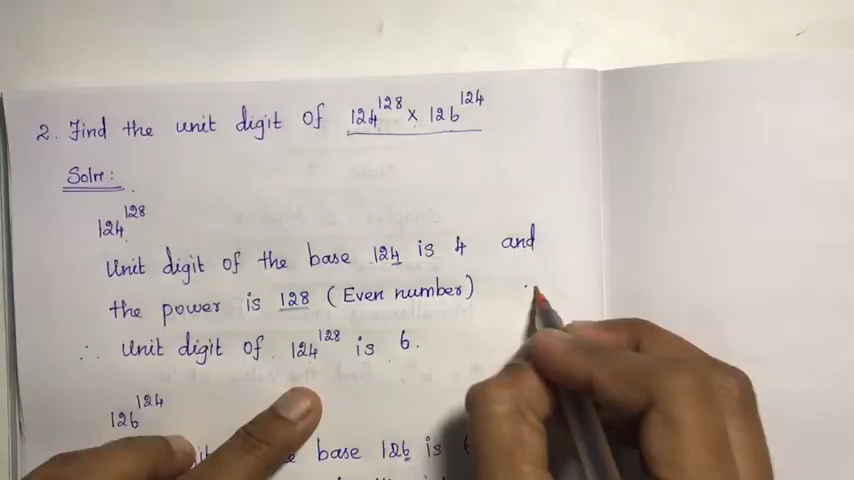 2. Find the unit digit of 124^128 × 126^124
Soln:
124^128
Unit digit of the base 124 is 4 and
the power is 128 (Even number)
∴ Unit digit of 124^128 is 6.
126^124
base 126 is